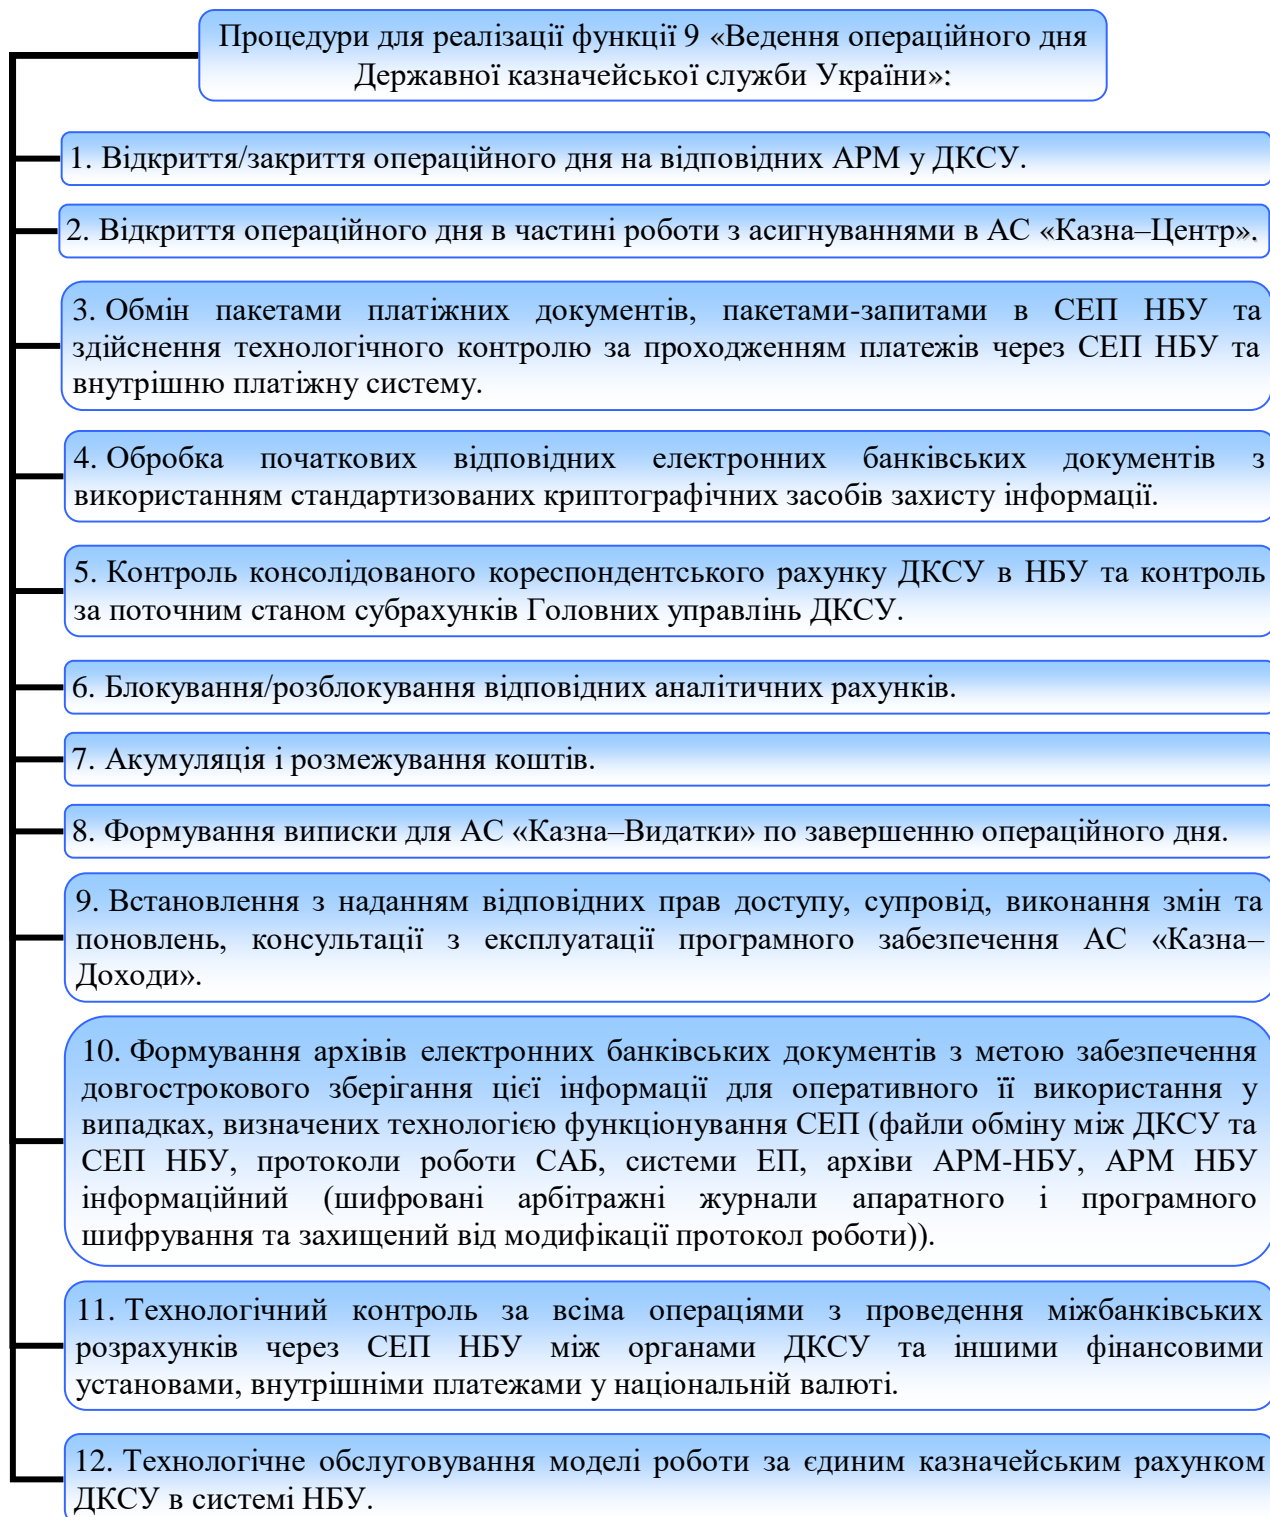 Процедури для реалізації функції 9 «Ведення операційного дня
Державної казначейської служби України»:
1. Відкриття/закриття операційного дня на відповідних АРМ у ДКСУ.
2. Відкриття операційного дня в частині роботи з асигнуваннями в АС «Казна–Центр».
3. Обмін пакетами платіжних документів, пакетами-запитами в СЕП НБУ та
здійснення технологічного контролю за проходженням платежів через СЕП НБУ та
внутрішню платіжну систему.
4. Обробка початкових відповідних електронних банківських документів з
використанням стандартизованих криптографічних засобів захисту інформації.
5. Контроль консолідованого кореспондентського рахунку ДКСУ в НБУ та контроль
за поточним станом субрахунків Головних управлінь ДКСУ.
6. Блокування/розблокування відповідних аналітичних рахунків.
7. Акумуляція і розмежування коштів.
8. Формування виписки для АС «Казна–Видатки» по завершенню операційного дня.
9. Встановлення з наданням відповідних прав доступу, супровід, виконання змін та
поновлень, консультації з експлуатації програмного забезпечення АС «Казна–
Доходи».
10. Формування архівів електронних банківських документів з метою забезпечення
довгострокового зберігання цієї інформації для оперативного її використання у
випадках, визначених технологією функціонування СЕП (файли обміну між ДКСУ та
СЕП НБУ, протоколи роботи САБ, системи ЕП, архіви АРМ-НБУ, АРМ НБУ
інформаційний (шифровані арбітражні журнали апаратного і програмного
шифрування та захищений від модифікації протокол роботи)).
11. Технологічний контроль за всіма операціями з проведення міжбанківських
розрахунків через СЕП НБУ між органами ДКСУ та іншими фінансовими
установами, внутрішніми платежами у національній валюті.
12. Технологічне обслуговування моделі роботи за єдиним казначейським рахунком
ДКСУ в системі НБУ.